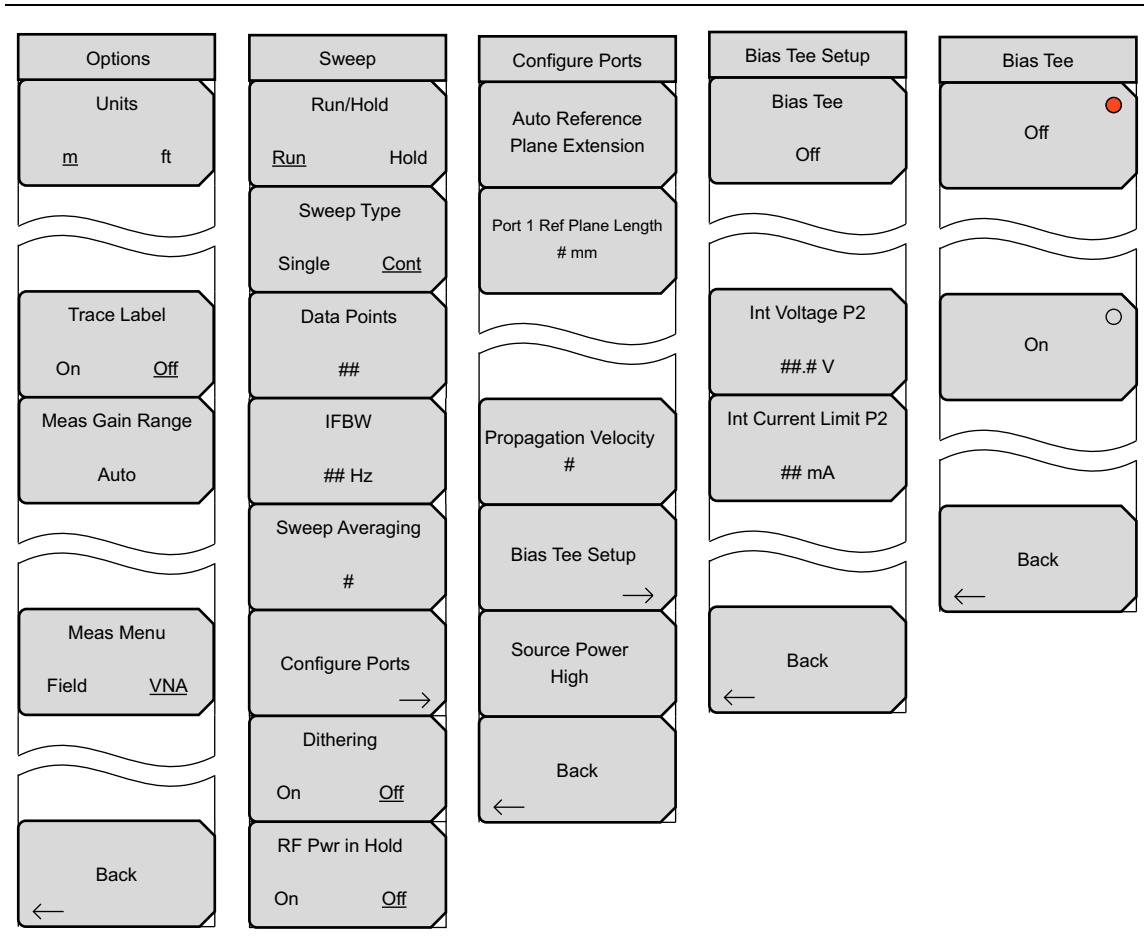 Options
Units
m ft
Trace Label
On Off
Meas Gain Range
Auto
Meas Menu
Field VNA
Back
Sweep
Run/Hold
Run Hold
Sweep Type
Single Cont
Data Points
##
IFBW
## Hz
Sweep Averaging
#
Configure Ports
Dithering
On Off
RF Pwr in Hold
On Off
Configure Ports
Auto Reference
Plane Extension
Port 1 Ref Plane Length
# mm
Propagation Velocity
#
Bias Tee Setup
Source Power
High
Back
Bias Tee Setup
Bias Tee
Off
Int Voltage P2
##.# V
Int Current Limit P2
## mA
Back
Bias Tee
Off
On
Back